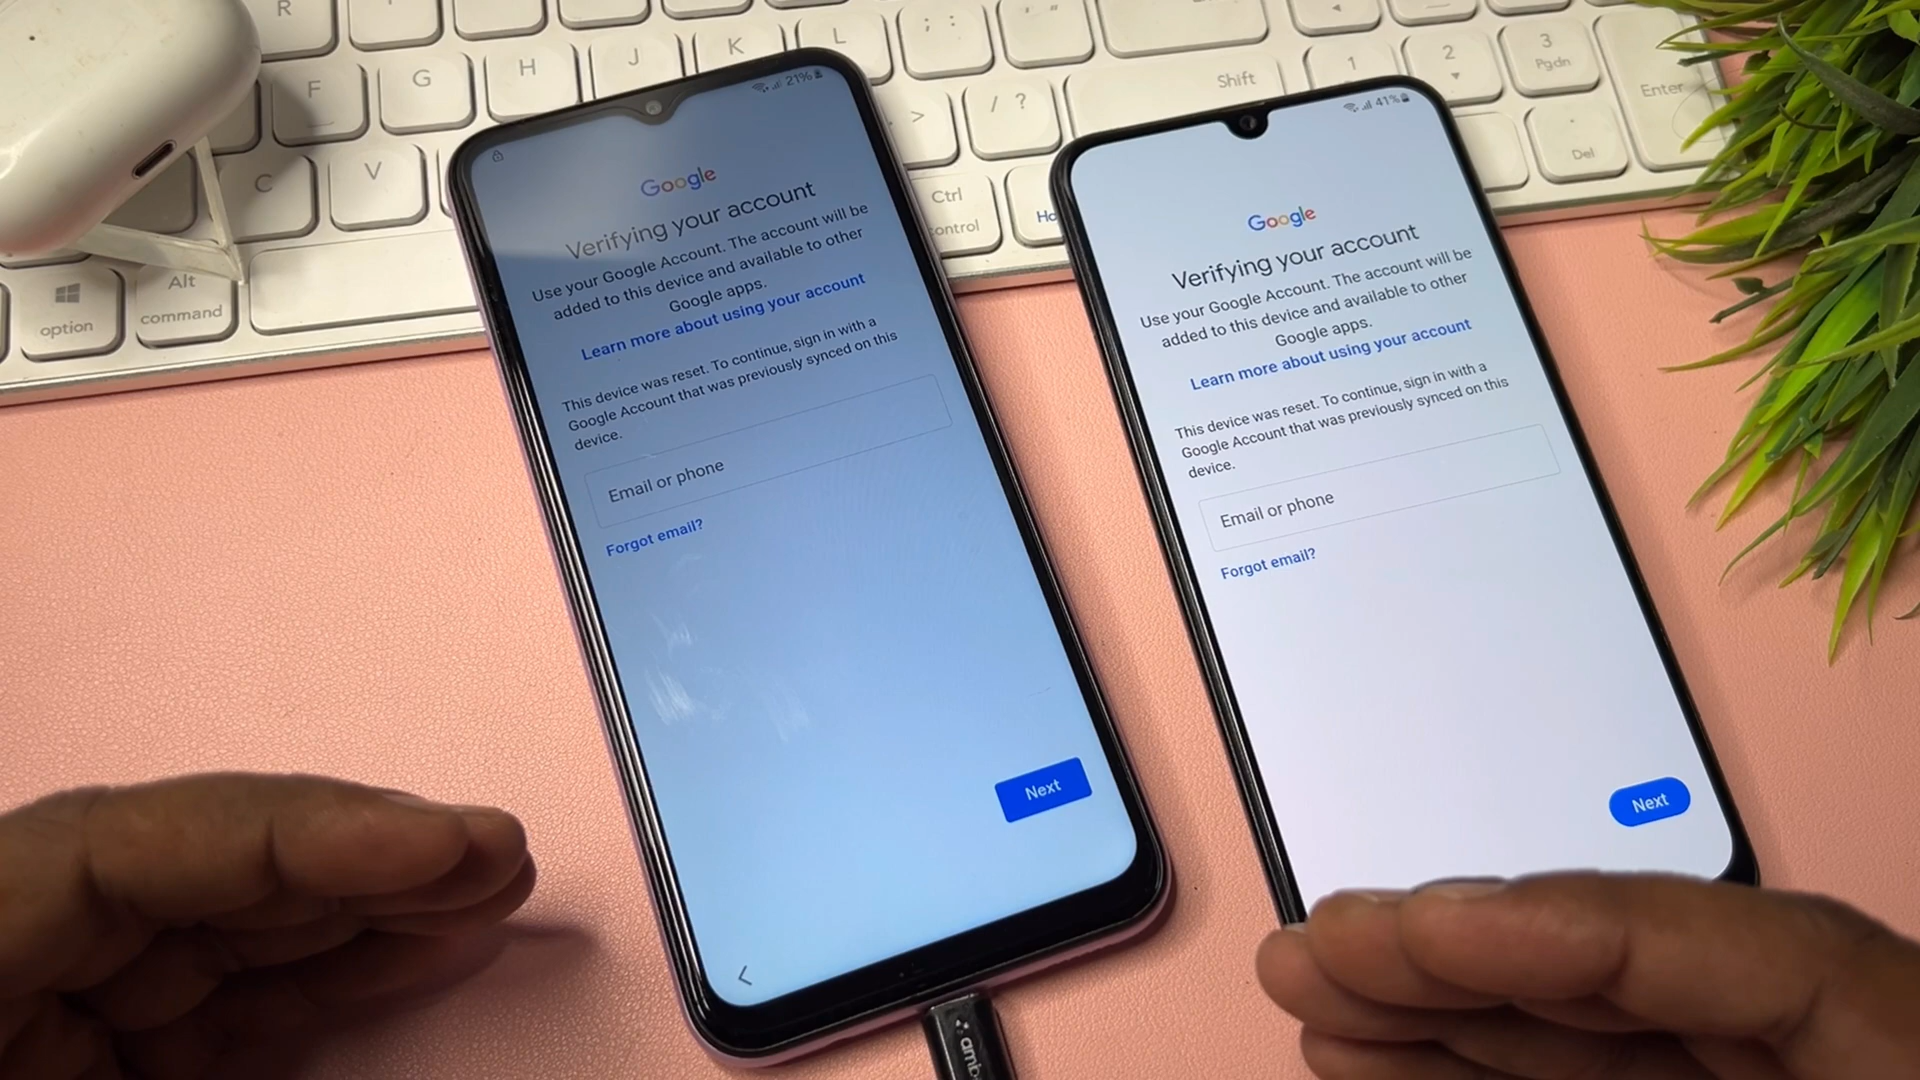 R
F
G
H
J
K
L
; :
' "
1
2
3
PgDn
Enter
Shift
>
/ ?
Del
C
V
Ctrl
control
Alt
command
option
21%
Google
Verifying your account
Use your Google Account. The account will be
added to this device and available to other
Google apps.
Learn more about using your account
This device was reset. To continue, sign in with a
Google Account that was previously synced on this
device.
Email or phone
Forgot email?
Next
41%
Google
Verifying your account
Use your Google Account. The account will be
added to this device and available to other
Google apps.
Learn more about using your account
This device was reset. To continue, sign in with a
Google Account that was previously synced on this
device.
Email or phone
Forgot email?
Next